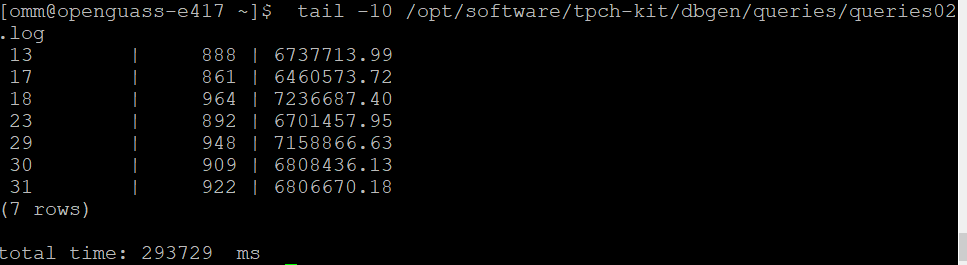 [omm@openguass-e417 ~]$  tail -10 /opt/software/tpch-kit/dbgen/queries/queries02
.log
 13        |     888 | 6737713.99
 17        |     861 | 6460573.72
 18        |     964 | 7236687.40
 23        |     892 | 6701457.95
 29        |     948 | 7158866.63
 30        |     909 | 6808436.13
 31        |     922 | 6806670.18
(7 rows)
total time: 293729  ms